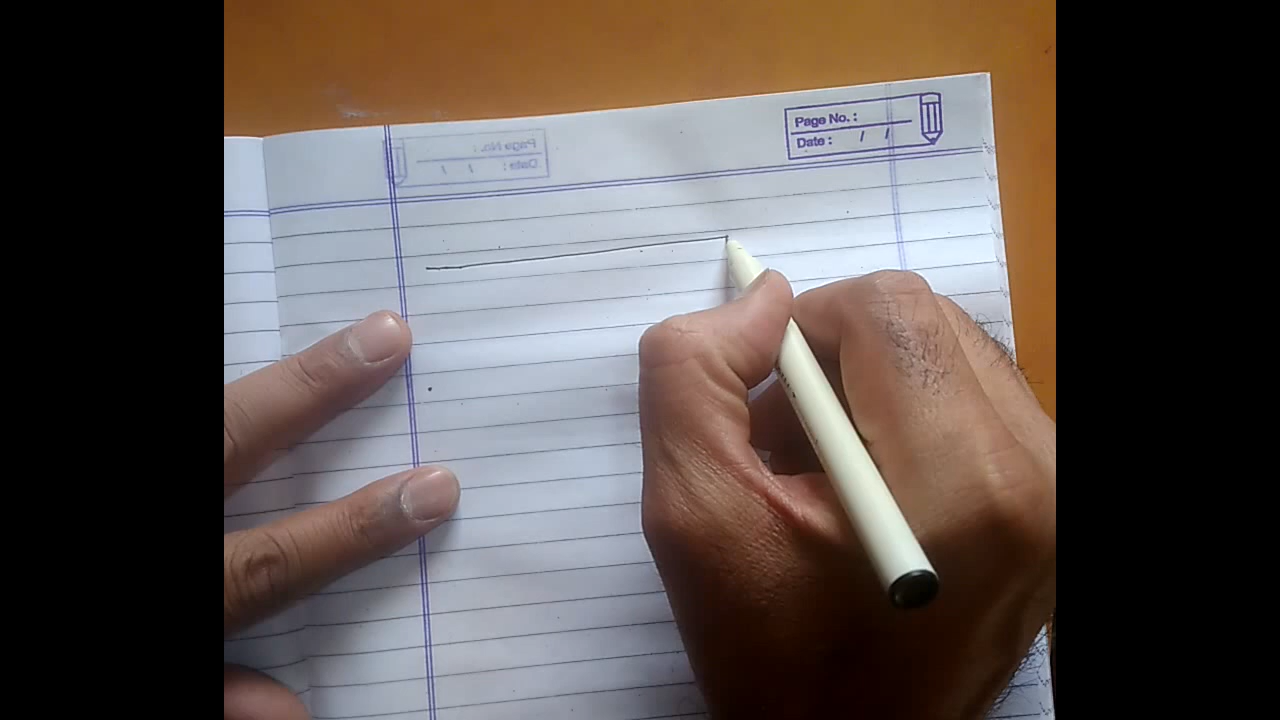 Page No. :
Date : / /